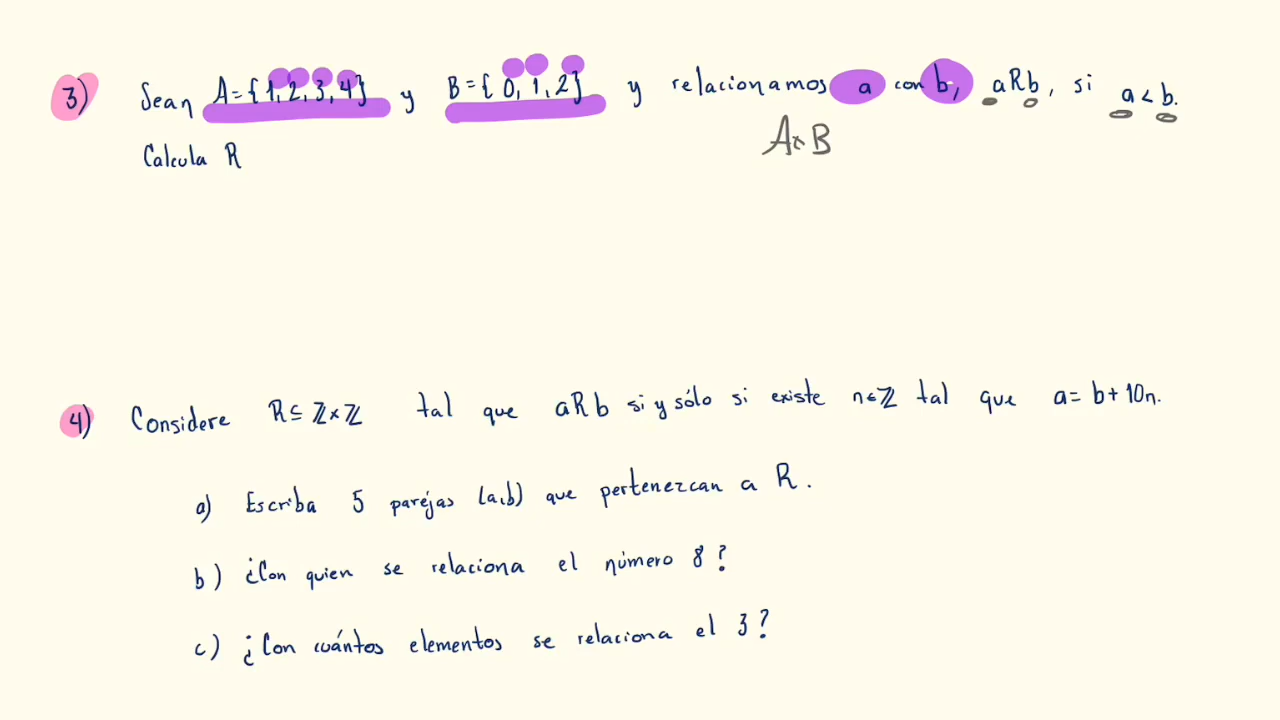 3) Sean A={1,2,3,4} y B={0,1,2} y relacionamos a con b, aRb, si a<b.
A×B
Calcula R
4) Considere R⊆ℤ×ℤ tal que aRb si y sólo si existe n∈ℤ tal que a=b+10n.
a) Escriba 5 parejas (a,b) que pertenezcan a R.
b) ¿Con quien se relaciona el número 8?
c) ¿Con cuántos elementos se relaciona el 3?